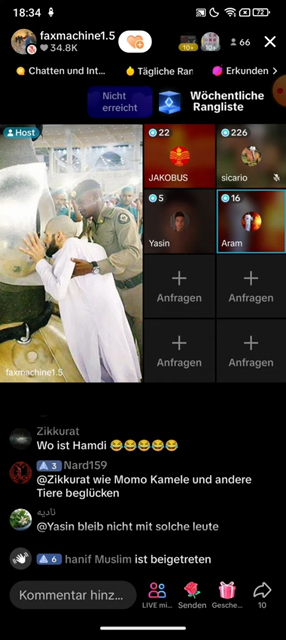 18:34
72
faxmachine1.5
34.8K
10+
10+
66
Chatten und Int...
Tägliche Ran
Erkunden
Nicht
erreicht
Wöchentliche
Rangliste
Host
22
JAKOBUS
226
sicario
5
Yasin
16
Aram
Anfragen
Anfragen
Anfragen
Anfragen
faxmachine1.5
Zikkurat
Wo ist Hamdi 😂😂😂😂😂
3 Nard159
@Zikkurat wie Momo Kamele und andere
Tiere beglücken
نادیه
@Yasin bleib nicht mit solche leute
6 hanif Muslim ist beigetreten
Kommentar hinz...
LIVE mi...
Senden
Gesche...
10